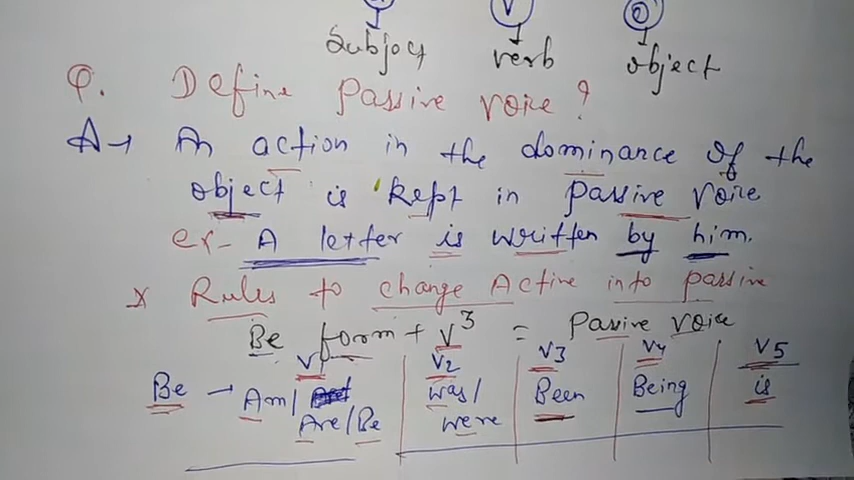 V O
Subject verb object
Q. Define Passive voice?
A→ An action in the dominance of the
object is kept in passive voice
ex- A letter is written by him.
x Rules to change Active into passive
Be form + V3 = Passive voice
V V2 V3 V4 V5
Be → Am/ was/ Been Being is
Are/Be were